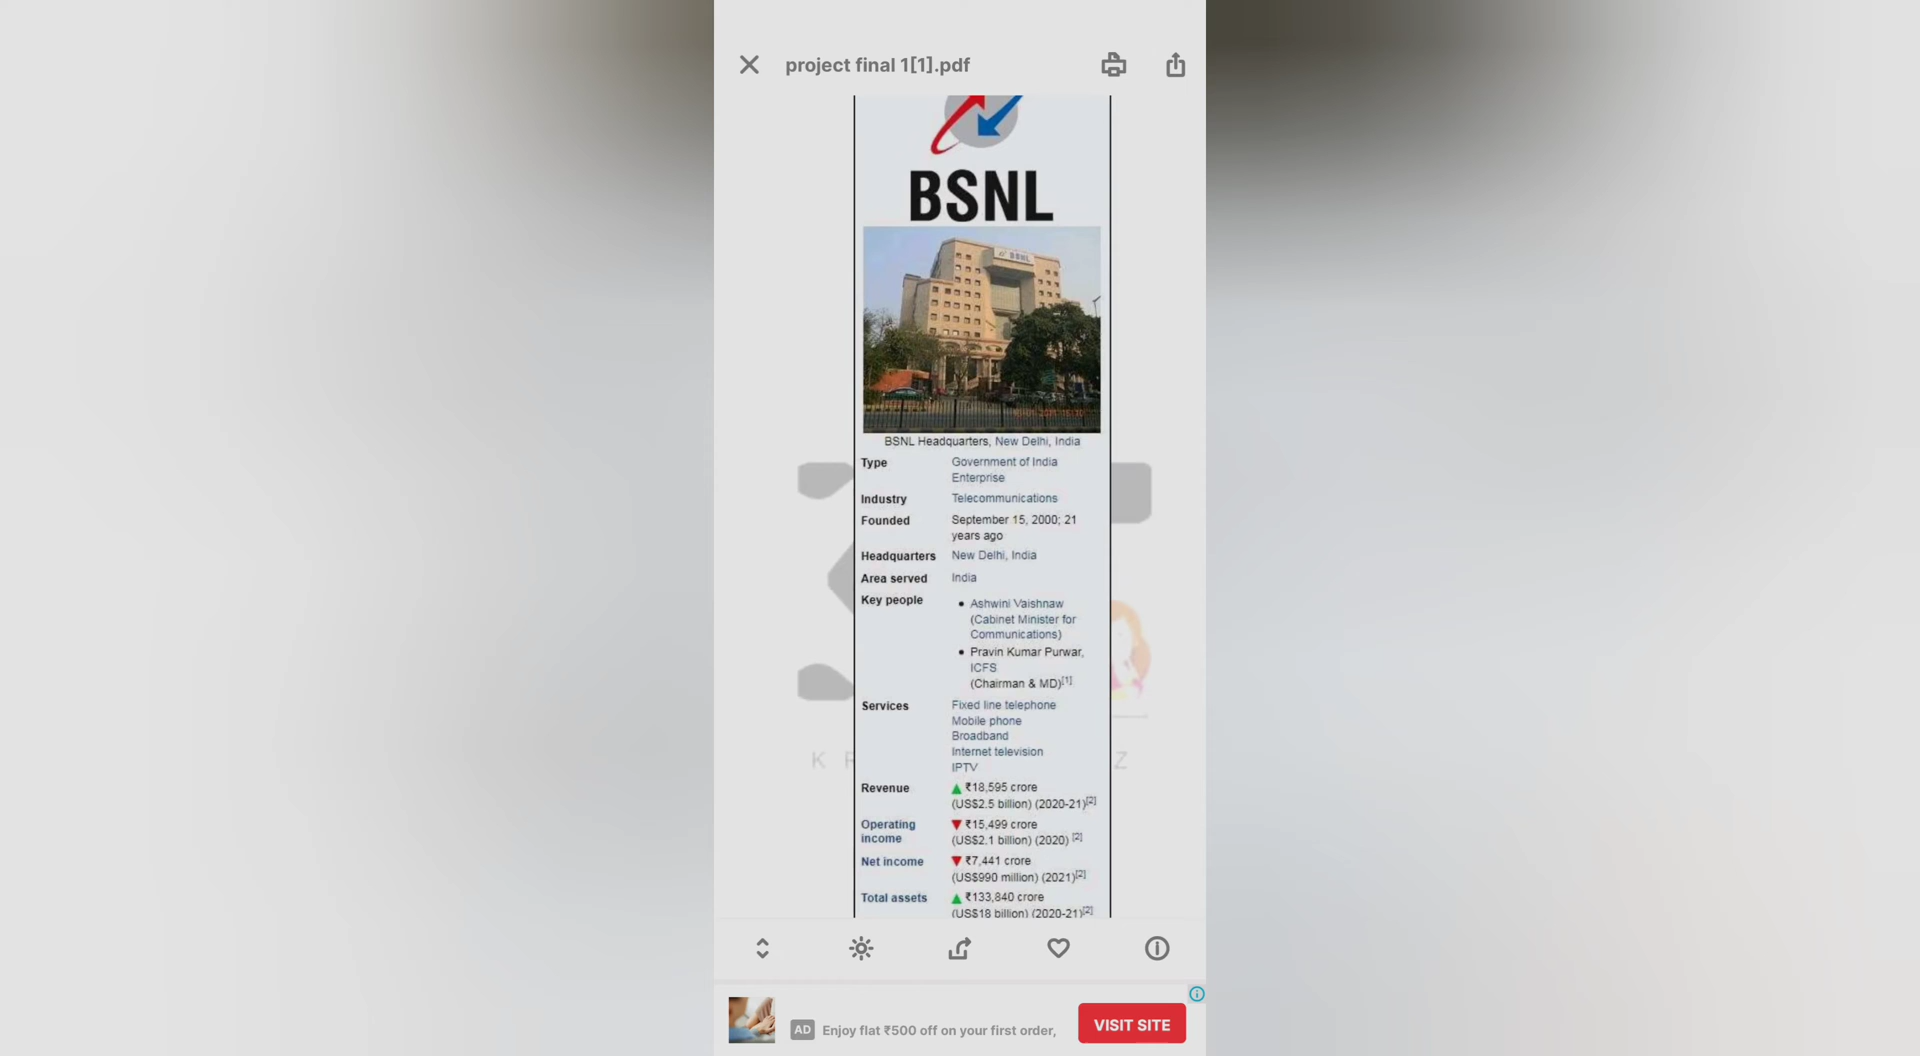 project final 1[1].pdf
BSNL
BSNL
BSNL Headquarters, New Delhi, India
Type Government of India
Enterprise
Industry Telecommunications
Founded September 15, 2000; 21
years ago
Headquarters New Delhi, India
Area served India
Key people • Ashwini Vaishnaw
(Cabinet Minister for
Communications)
• Pravin Kumar Purwar,
ICFS
(Chairman & MD)[1]
Services Fixed line telephone
Mobile phone
Broadband
Internet television
IPTV
K R Z
Revenue ▲ ₹18,595 crore
(US$2.5 billion) (2020-21)[2]
Operating ▼ ₹15,499 crore
income (US$2.1 billion) (2020) [2]
Net income ▼ ₹7,441 crore
(US$990 million) (2021)[2]
Total assets ▲ ₹133,840 crore
(US$18 billion) (2020-21)[2]
AD Enjoy flat ₹500 off on your first order,
VISIT SITE